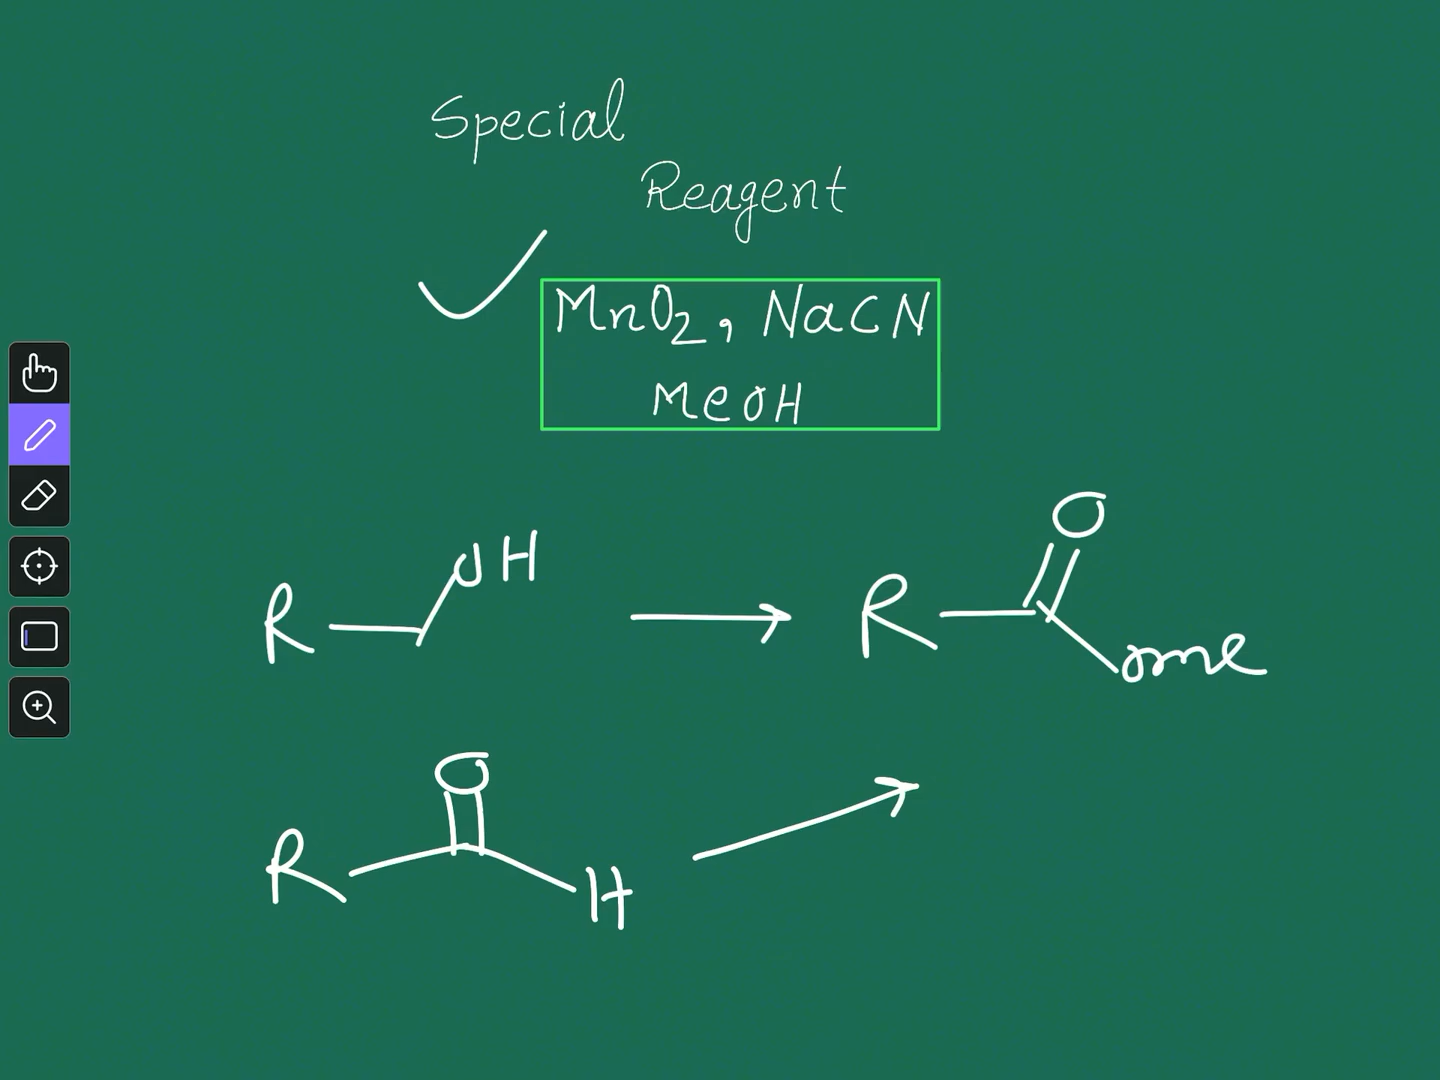 Special
Reagent
MnO2, NaCN
MeOH
OH
R
O
R
ome
O
R
H